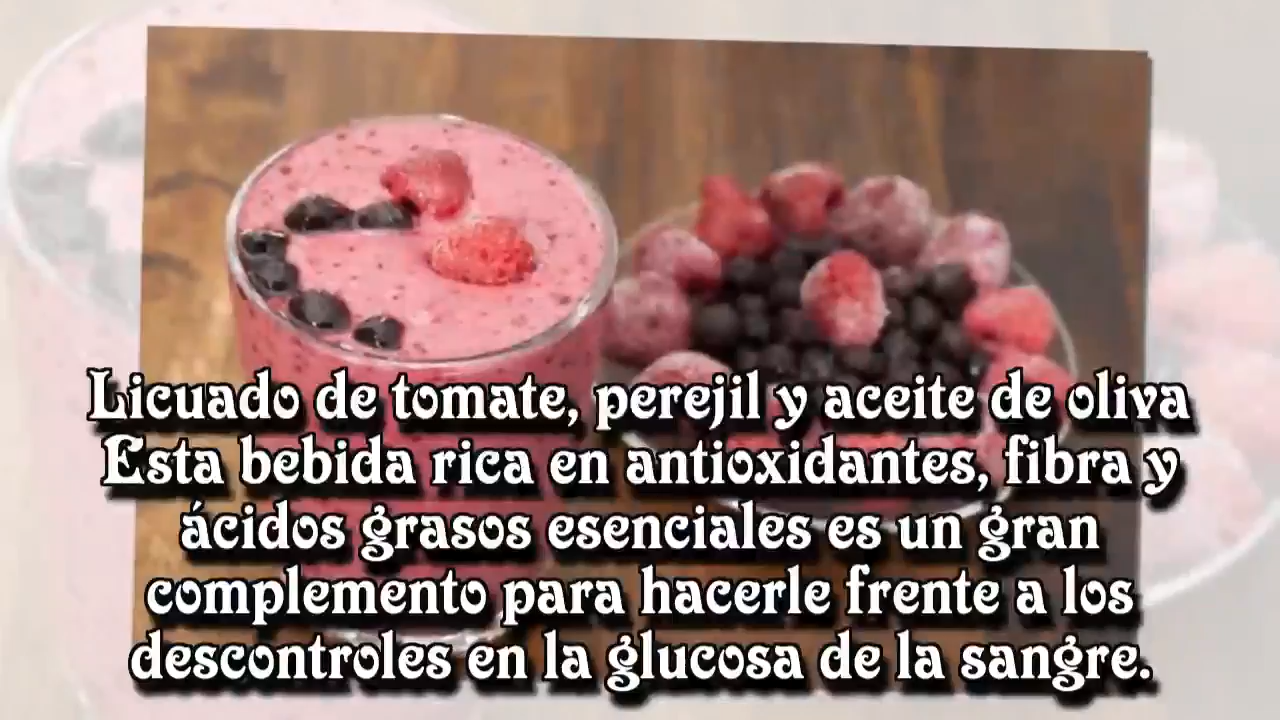 Licuado de tomate, perejil y aceite de oliva
Esta bebida rica en antioxidantes, fibra y
ácidos grasos esenciales es un gran
complemento para hacerle frente a los
descontroles en la glucosa de la sangre.